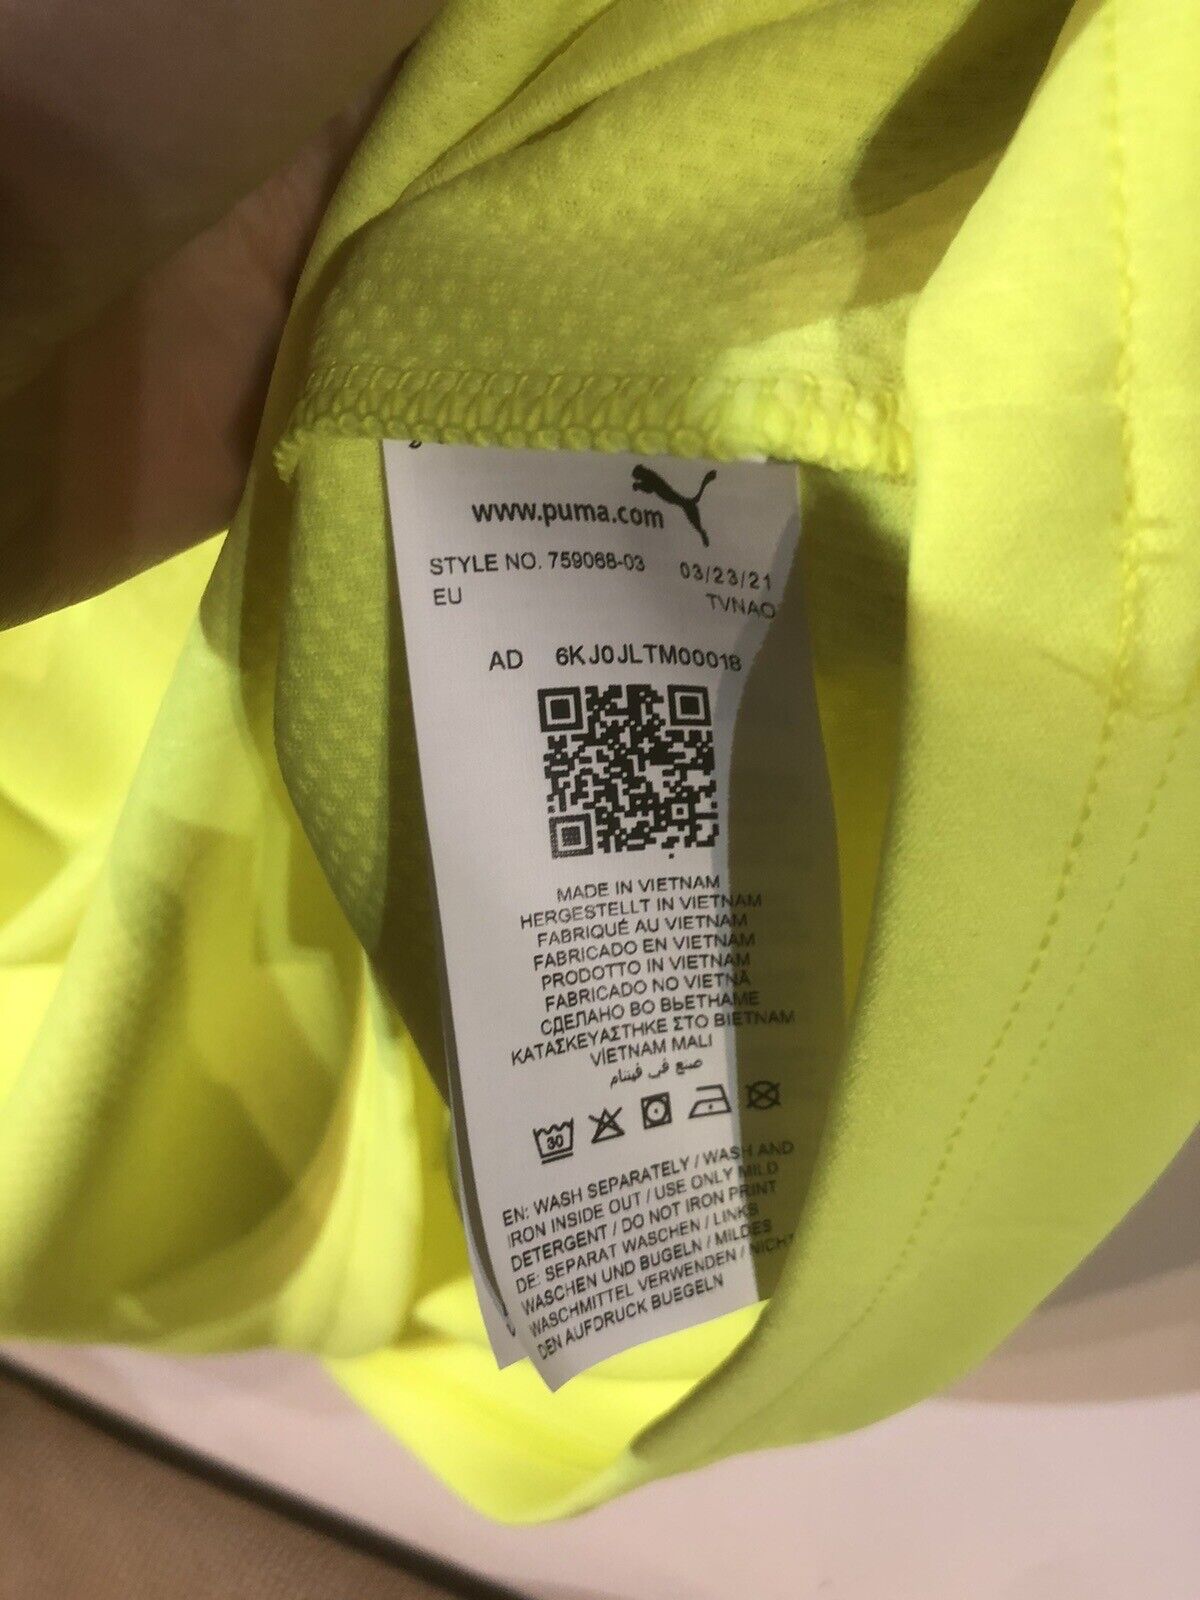 www.puma.com
STYLE NO. 759068-03 03/23/21
EU TVNAO
AD 6KJ0JLTM00018
MADE IN VIETNAM
HERGESTELLT IN VIETNAM
FABRIQUÉ AU VIETNAM
FABRICADO EN VIETNAM
PRODOTTO IN VIETNAM
FABRICADO NO VIETNA
СДЕЛАНО ВО ВЬЕТНАМЕ
ΚΑΤΑΣΚΕΥΑΣΤΗΚΕ ΣΤΟ ΒΙΕΤΝΑΜ
VİETNAM MALI
صنع في فيتنام
30
EN: WASH SEPARATELY / WASH AND
IRON INSIDE OUT / USE ONLY MILD
DETERGENT / DO NOT IRON PRINT
DE: SEPARAT WASCHEN / LINKS
WASCHEN UND BUGELN / MILDES
WASCHMITTEL VERWENDEN / NICHT
DEN AUFDRUCK BUEGELN